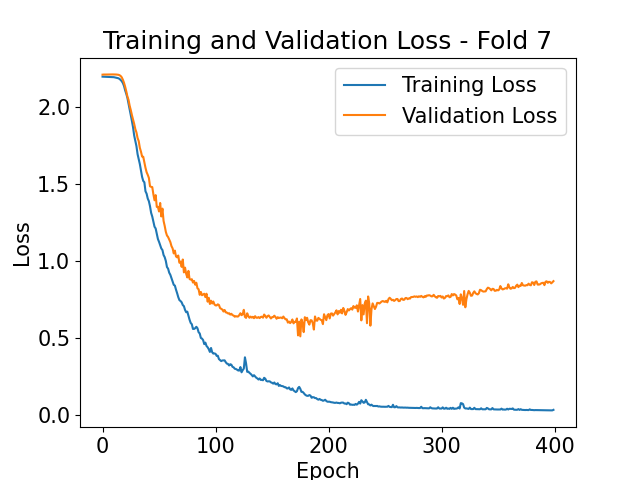 Training and Validation Loss - Fold 7
Training Loss
Validation Loss
2.0
1.5
1.0
0.5
0.0
Loss
0 100 200 300 400
Epoch